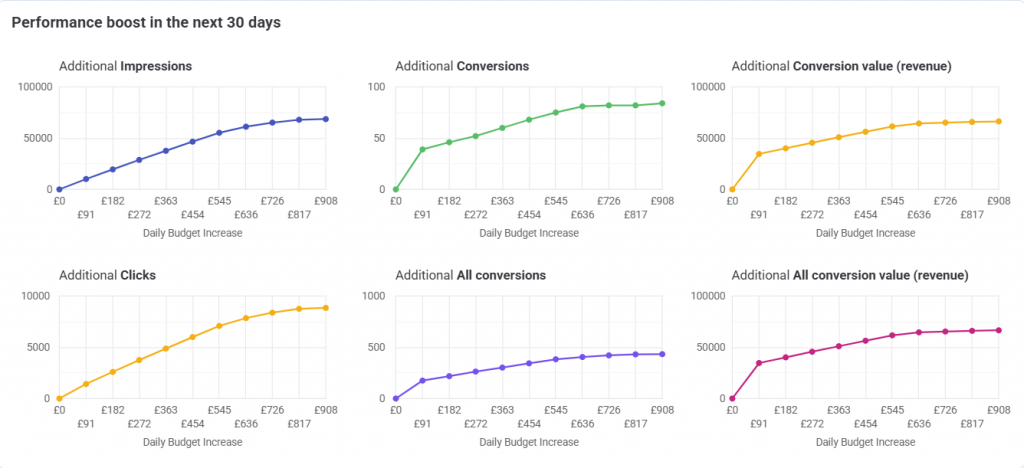 Performance boost in the next 30 days
Additional Impressions
100000
50000
0
£0 £182 £363 £545 £726 £908
£91 £272 £454 £636 £817
Daily Budget Increase
Additional Conversions
100
50
0
£0 £182 £363 £545 £726 £908
£91 £272 £454 £636 £817
Daily Budget Increase
Additional Conversion value (revenue)
100000
50000
0
£0 £182 £363 £545 £726 £908
£91 £272 £454 £636 £817
Daily Budget Increase
Additional Clicks
10000
5000
0
£0 £182 £363 £545 £726 £908
£91 £272 £454 £636 £817
Daily Budget Increase
Additional All conversions
1000
500
0
£0 £182 £363 £545 £726 £908
£91 £272 £454 £636 £817
Daily Budget Increase
Additional All conversion value (revenue)
100000
50000
0
£0 £182 £363 £545 £726 £908
£91 £272 £454 £636 £817
Daily Budget Increase